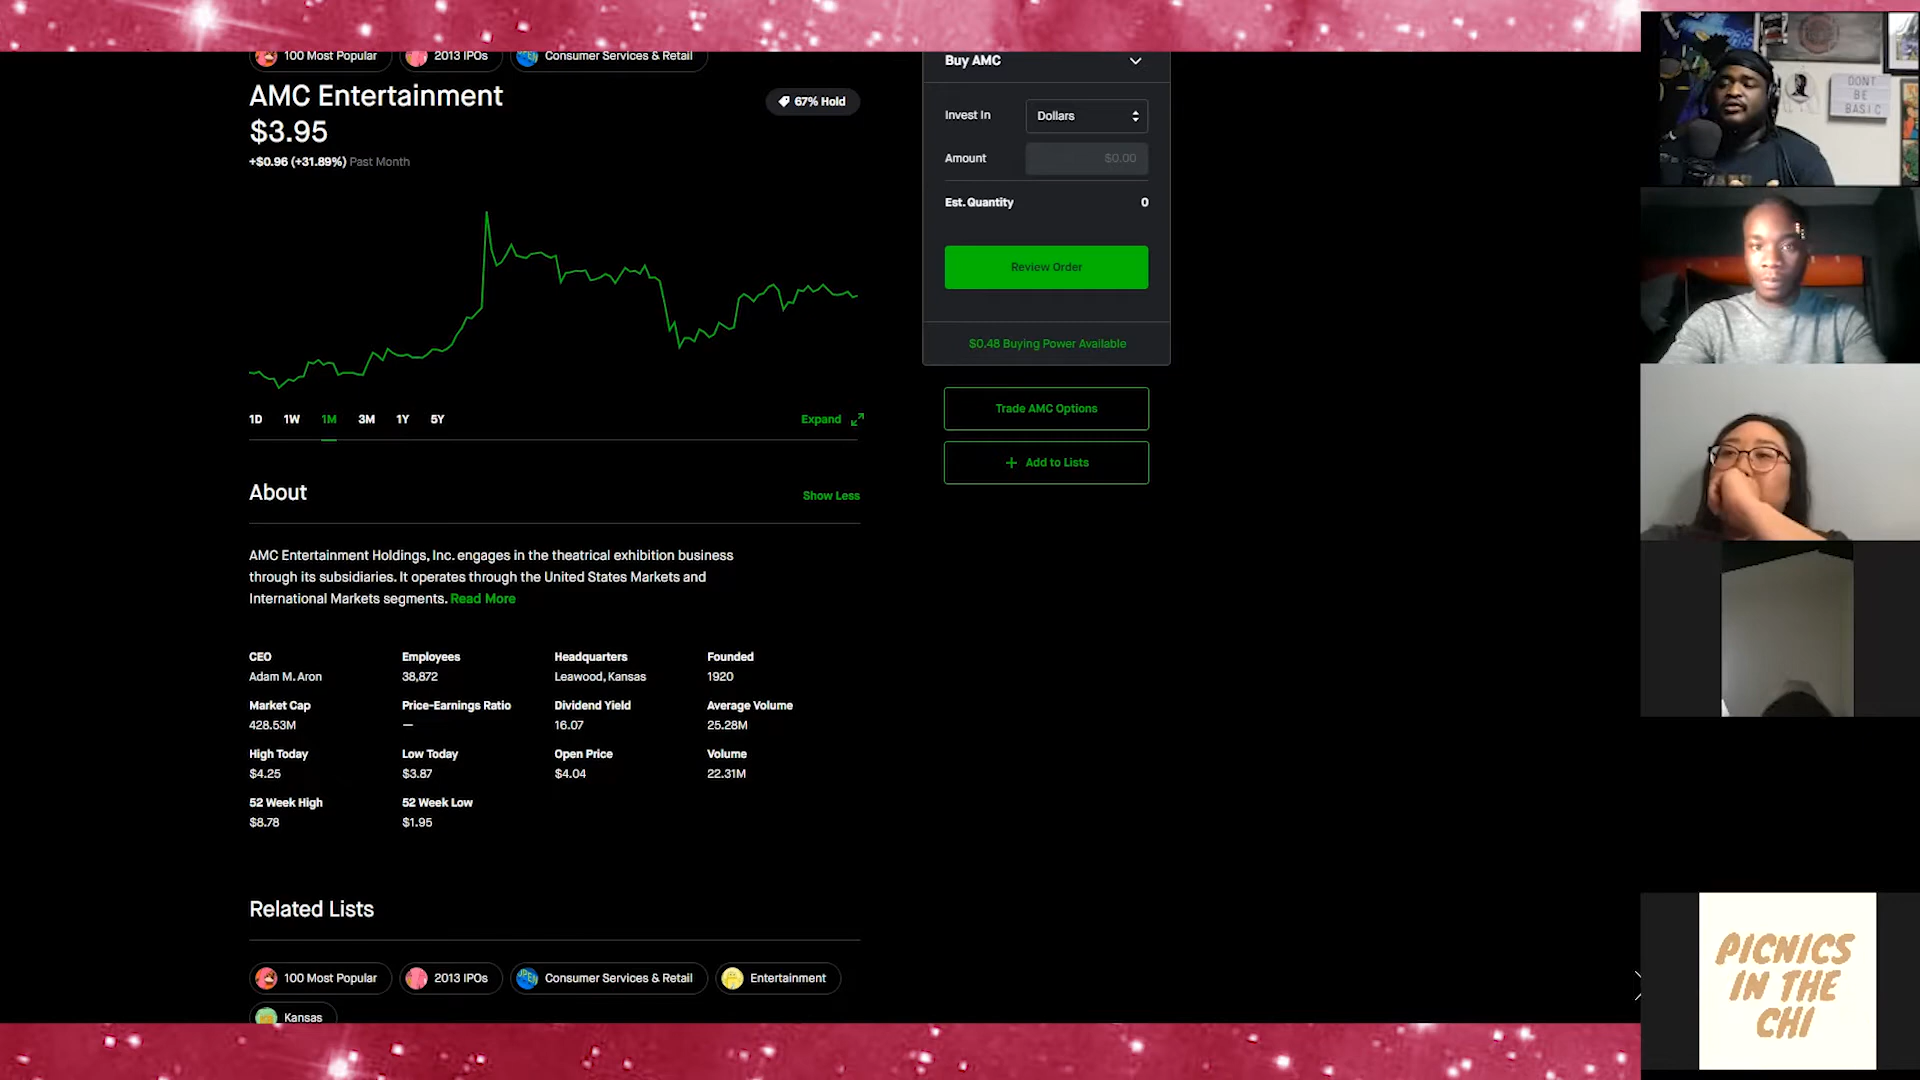 100 Most Popular
2013 IPOs
Consumer Services & Retail
AMC Entertainment
$3.95
67% Hold
+$0.96 (+31.89%) Past Month
1D 1W 1M 3M 1Y 5Y
Expand
About
Show Less
AMC Entertainment Holdings, Inc. engages in the theatrical exhibition business
through its subsidiaries. It operates through the United States Markets and
International Markets segments. Read More
CEO Employees Headquarters Founded
Adam M. Aron 38,872 Leawood, Kansas 1920
Market Cap Price-Earnings Ratio Dividend Yield Average Volume
428.53M — 16.07 25.28M
High Today Low Today Open Price Volume
$4.25 $3.87 $4.04 22.31M
52 Week High 52 Week Low
$8.78 $1.95
Related Lists
100 Most Popular
2013 IPOs
Consumer Services & Retail
Entertainment
Kansas
Buy AMC
Invest In Dollars
Amount $0.00
Est. Quantity 0
Review Order
$0.48 Buying Power Available
Trade AMC Options
+ Add to Lists
DONT
BE
BASIC
PICNICS
IN THE
CHI